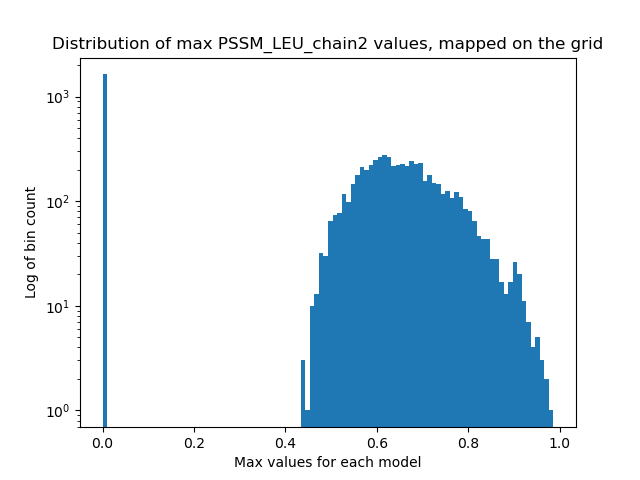 Distribution of max PSSM_LEU_chain2 values, mapped on the grid
10³
10²
10¹
10⁰
Log of bin count
0.0 0.2 0.4 0.6 0.8 1.0
Max values for each model